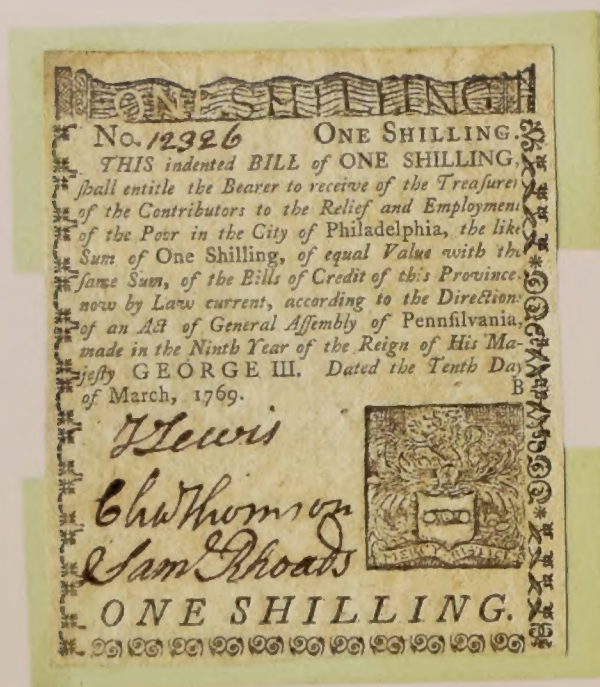 ONE SHILLING
No. 12326 ONE SHILLING.
THIS indented BILL of ONE SHILLING,
ſhall entitle the Bearer to receive of the Treaſurer
of the Contributors to the Relief and Employment
of the Poor in the City of Philadelphia, the like
Sum of One Shilling, of equal Value with the
ſame Sum, of the Bills of Credit of this Province
now by Law current, according to the Directions
of an Act of General Aſſembly of Pennſilvania,
made in the Ninth Year of the Reign of His Ma-
jeſty GEORGE III. Dated the Tenth Day
of March, 1769. B
J Lewis
Cha Thomson
Saml Rhoads
MERCY JUSTICE
ONE SHILLING.